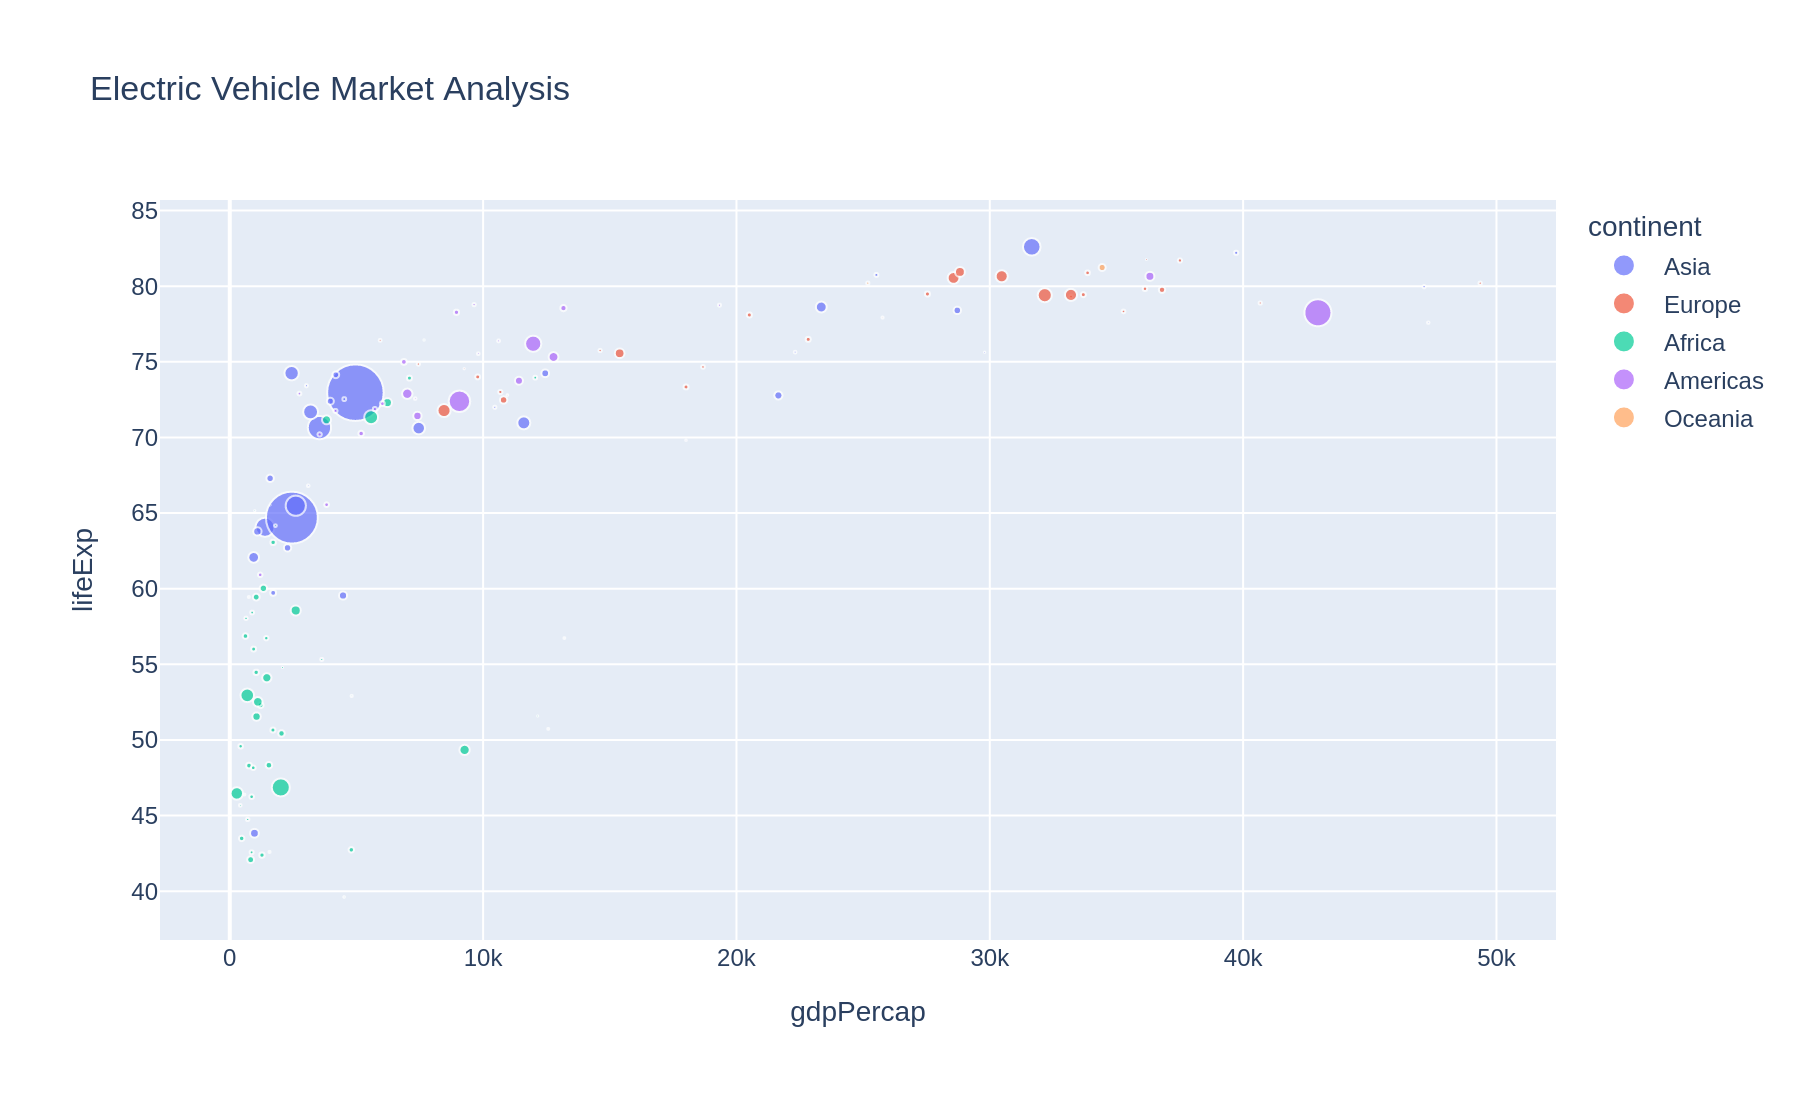 Electric Vehicle Market Analysis
lifeExp
85
80
75
70
65
60
55
50
45
40
0
10k
20k
30k
40k
50k
gdpPercap
continent
Asia
Europe
Africa
Americas
Oceania